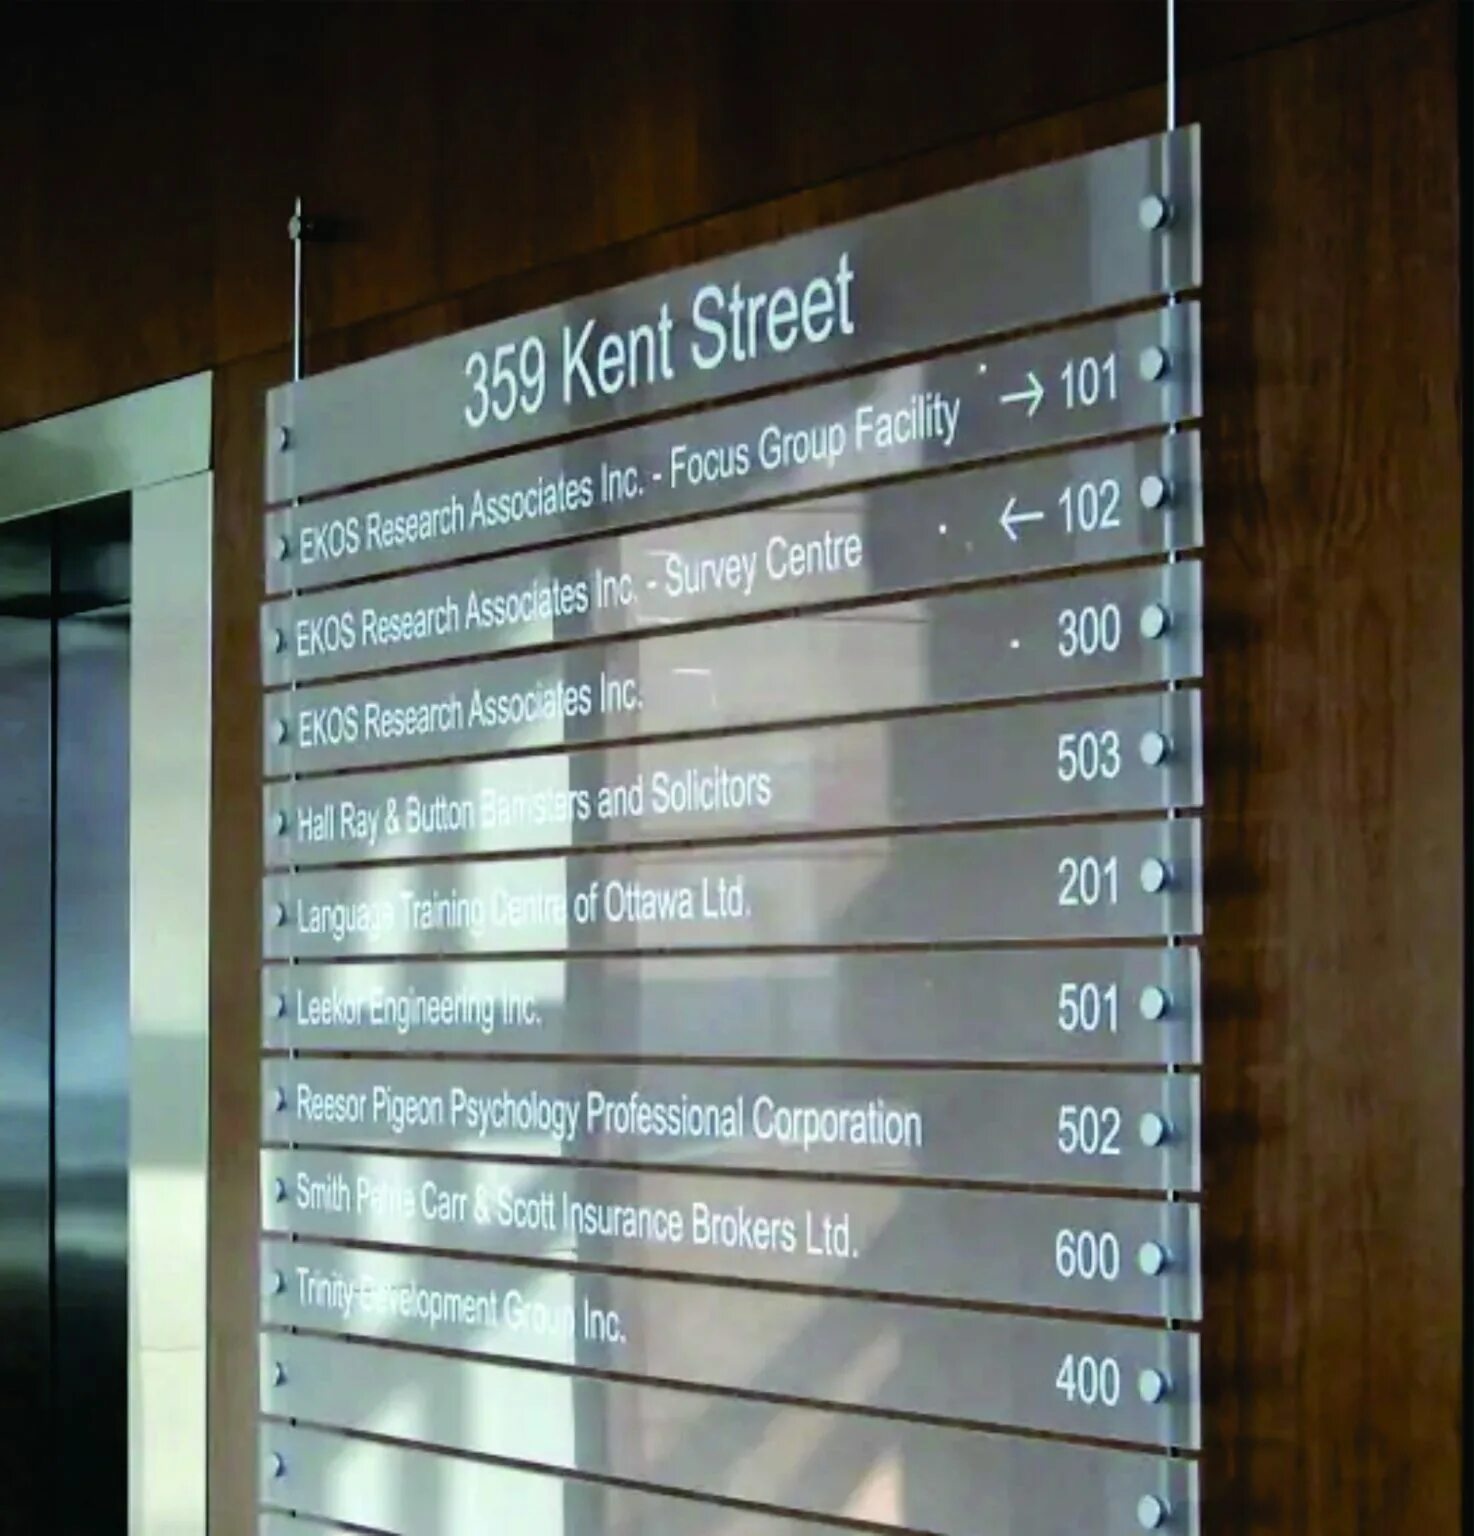 359 Kent Street
EKOS Research Associates Inc. - Focus Group Facility → 101
EKOS Research Associates Inc. - Survey Centre ← 102
EKOS Research Associates Inc. 300
Hall Ray & Button Barristers and Solicitors 503
Language Training Centre of Ottawa Ltd. 201
Leekor Engineering Inc. 501
Reesor Pigeon Psychology Professional Corporation 502
Smith Petrie Carr & Scott Insurance Brokers Ltd. 600
Trinity Development Group Inc. 400